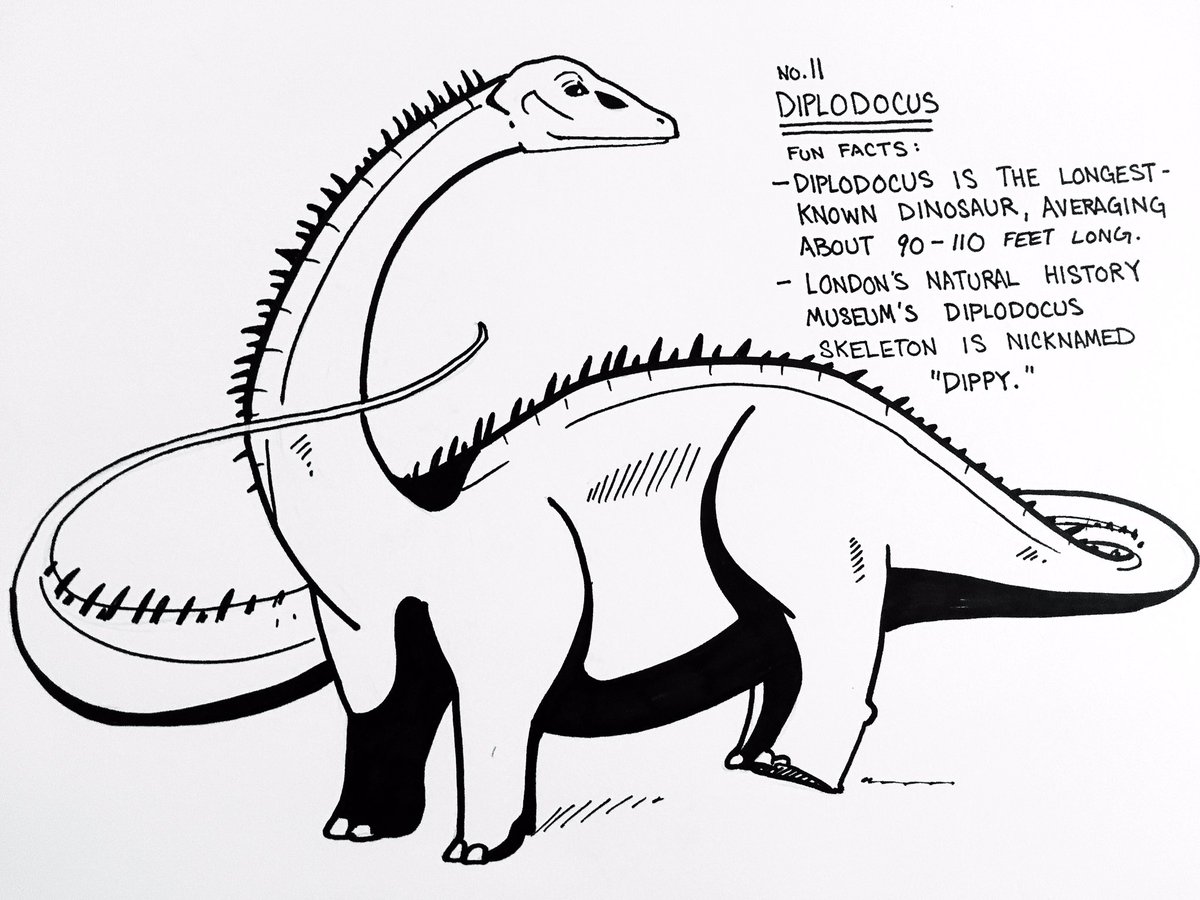 NO. 11
DIPLODOCUS
FUN FACTS:
- DIPLODOCUS IS THE LONGEST-
KNOWN DINOSAUR, AVERAGING
ABOUT 90-110 FEET LONG.
- LONDON'S NATURAL HISTORY
MUSEUM'S DIPLODOCUS
SKELETON IS NICKNAMED
"DIPPY."